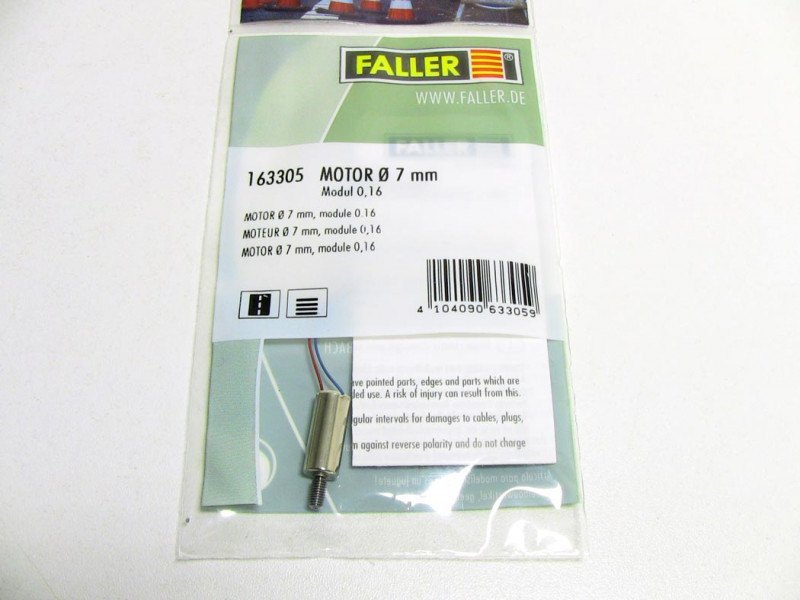 FALLER
®
WWW.FALLER.DE
163305 MOTOR Ø 7 mm
Modul 0,16
MOTOR Ø 7 mm, module 0.16
MOTEUR Ø 7 mm, module 0,16
MOTOR Ø 7 mm, module 0,16
4 104090 633059
ve pointed parts, edges and parts which are
ded use. A risk of injury can result from this.
gular intervals for damages to cables, plugs,
n against reverse polarity and do not charge